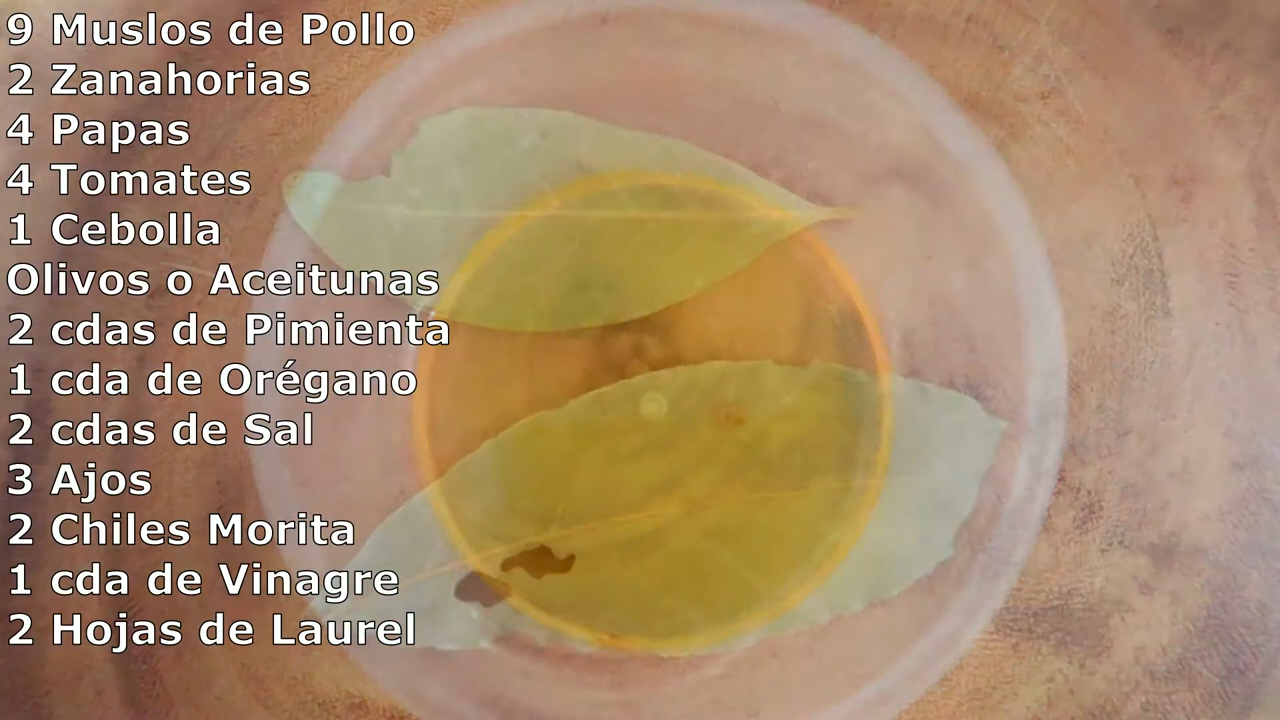 9 Muslos de Pollo
2 Zanahorias
4 Papas
4 Tomates
1 Cebolla
Olivos o Aceitunas
2 cdas de Pimienta
1 cda de Orégano
2 cdas de Sal
3 Ajos
2 Chiles Morita
1 cda de Vinagre
2 Hojas de Laurel